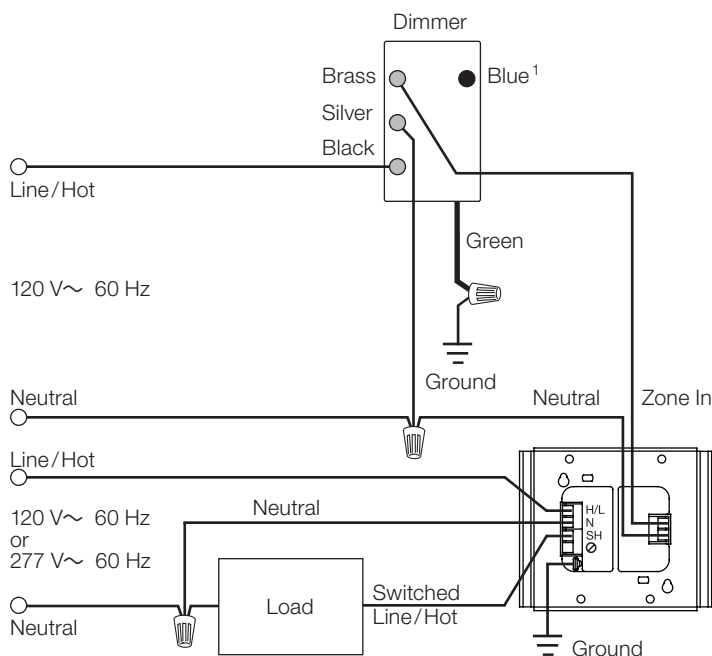 Dimmer
Brass
Blue1
Silver
Black
Line/Hot
Green
120 V~ 60 Hz
Ground
Neutral
Neutral
Zone In
Line/Hot
H/L
N
SH
120 V~ 60 Hz
or
277 V~ 60 Hz
Neutral
Load
Switched
Line/Hot
Neutral
Ground